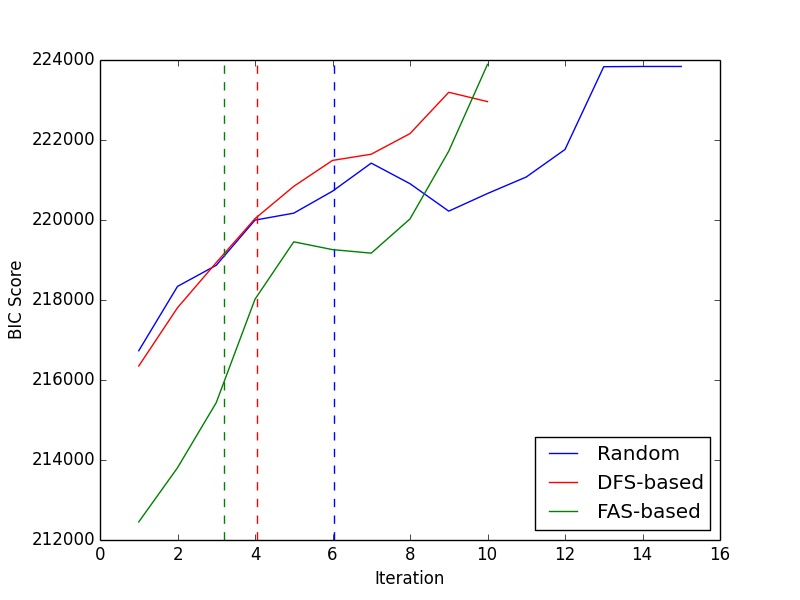 224000
222000
220000
218000
216000
214000
212000
BIC Score
0 2 4 6 8 10 12 14 16
Iteration
Random
DFS-based
FAS-based